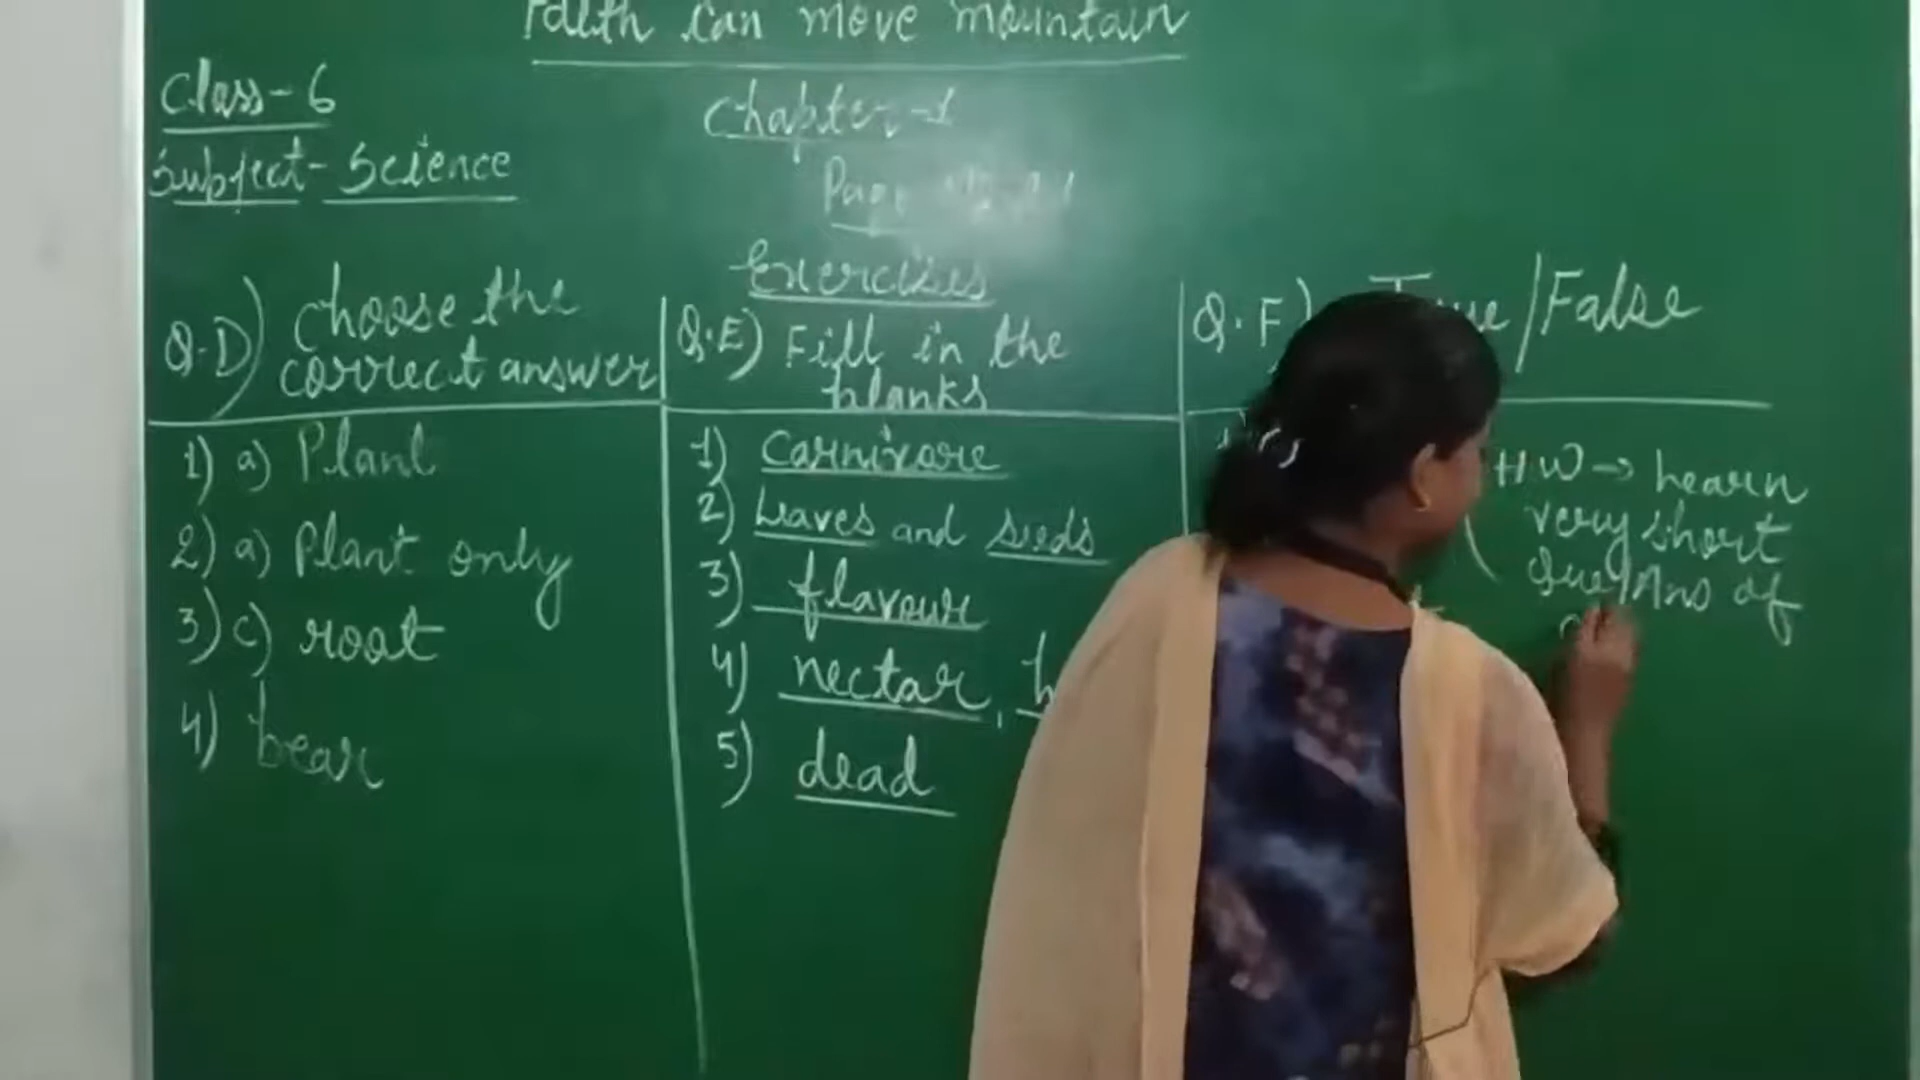 Faith can move mountain
Class-6
Subject-Science
Chapter-1
Page
Exercises
Q.D) choose the
correct answer
1) a) Plant
2) a) Plant only
3) c) root
4) bear
Q.E) Fill in the
blanks
1) Carnivore
2) Leaves and seeds
3) flavour
4) nectar,
5) dead
Q.F) True/False
HW → Learn
very short
Que/Ans of